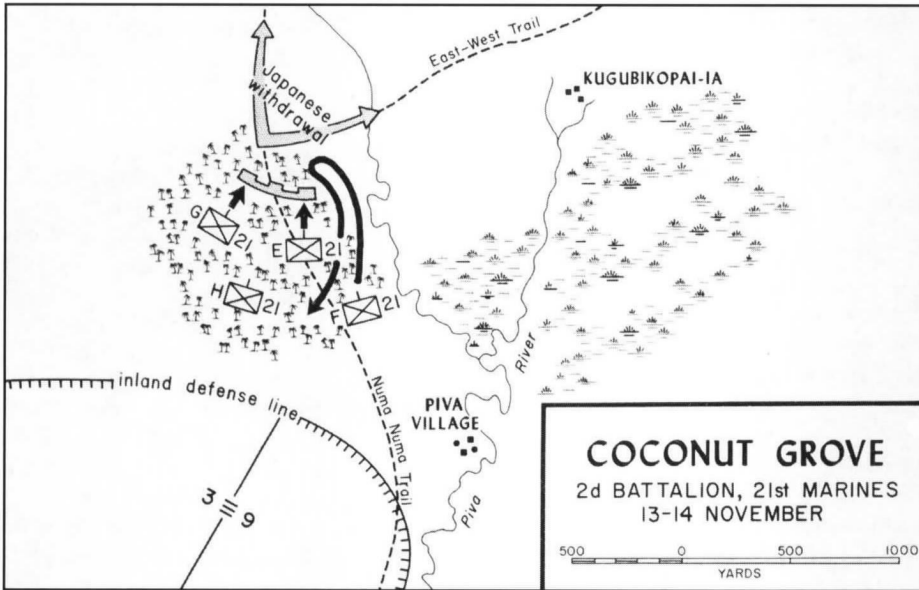 East-West Trail
Japanese
withdrawal
KUGUBIKOPAI-IA
G
21
E
21
H
21
F
21
River
inland defense line
Numa Numa Trail
PIVA
VILLAGE
Piva
3
9
COCONUT GROVE
2d BATTALION, 21st MARINES
13-14 NOVEMBER
500 0 500 1000
YARDS